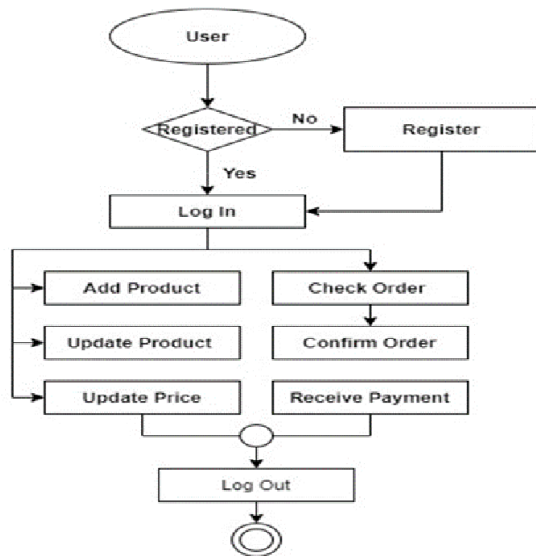 User
Registered
No
Register
Yes
Log In
Add Product
Check Order
Update Product
Confirm Order
Update Price
Receive Payment
Log Out